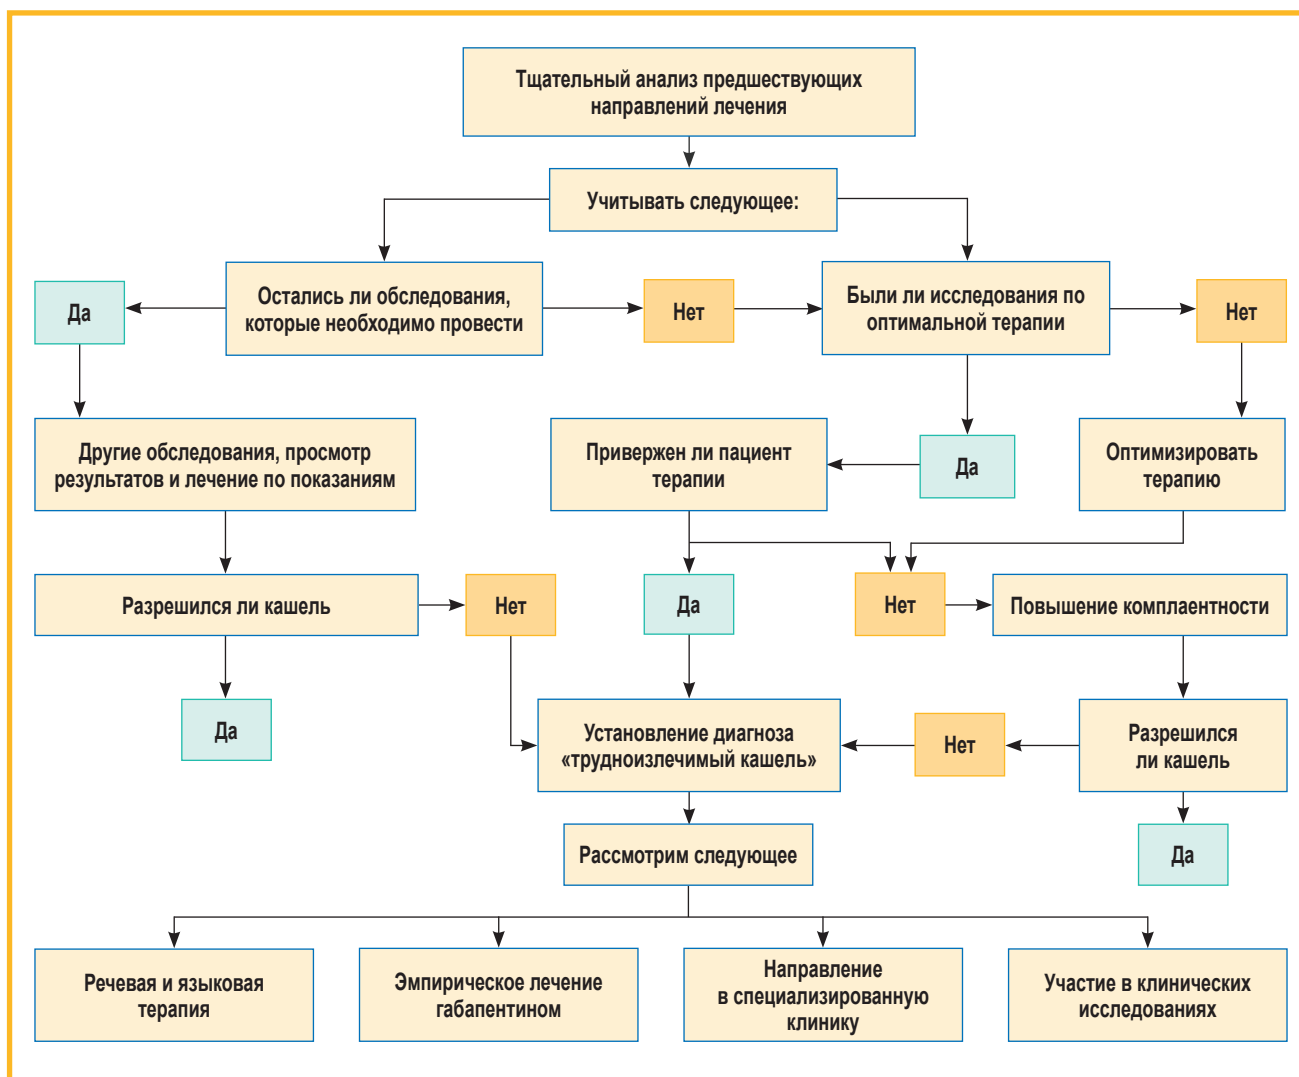 Тщательный анализ предшествующих
направлений лечения
Учитывать следующее:
Да
Остались ли обследования,
которые необходимо провести
Нет
Были ли исследования по
оптимальной терапии
Нет
Другие обследования, просмотр
результатов и лечение по показаниям
Привержен ли пациент
терапии
Да
Оптимизировать
терапию
Разрешился ли кашель
Нет
Да
Нет
Повышение комплаентности
Да
Установление диагноза
«трудноизлечимый кашель»
Нет
Разрешился
ли кашель
Рассмотрим следующее
Да
Речевая и языковая
терапия
Эмпирическое лечение
габапентином
Направление
в специализированную
клинику
Участие в клинических
исследованиях